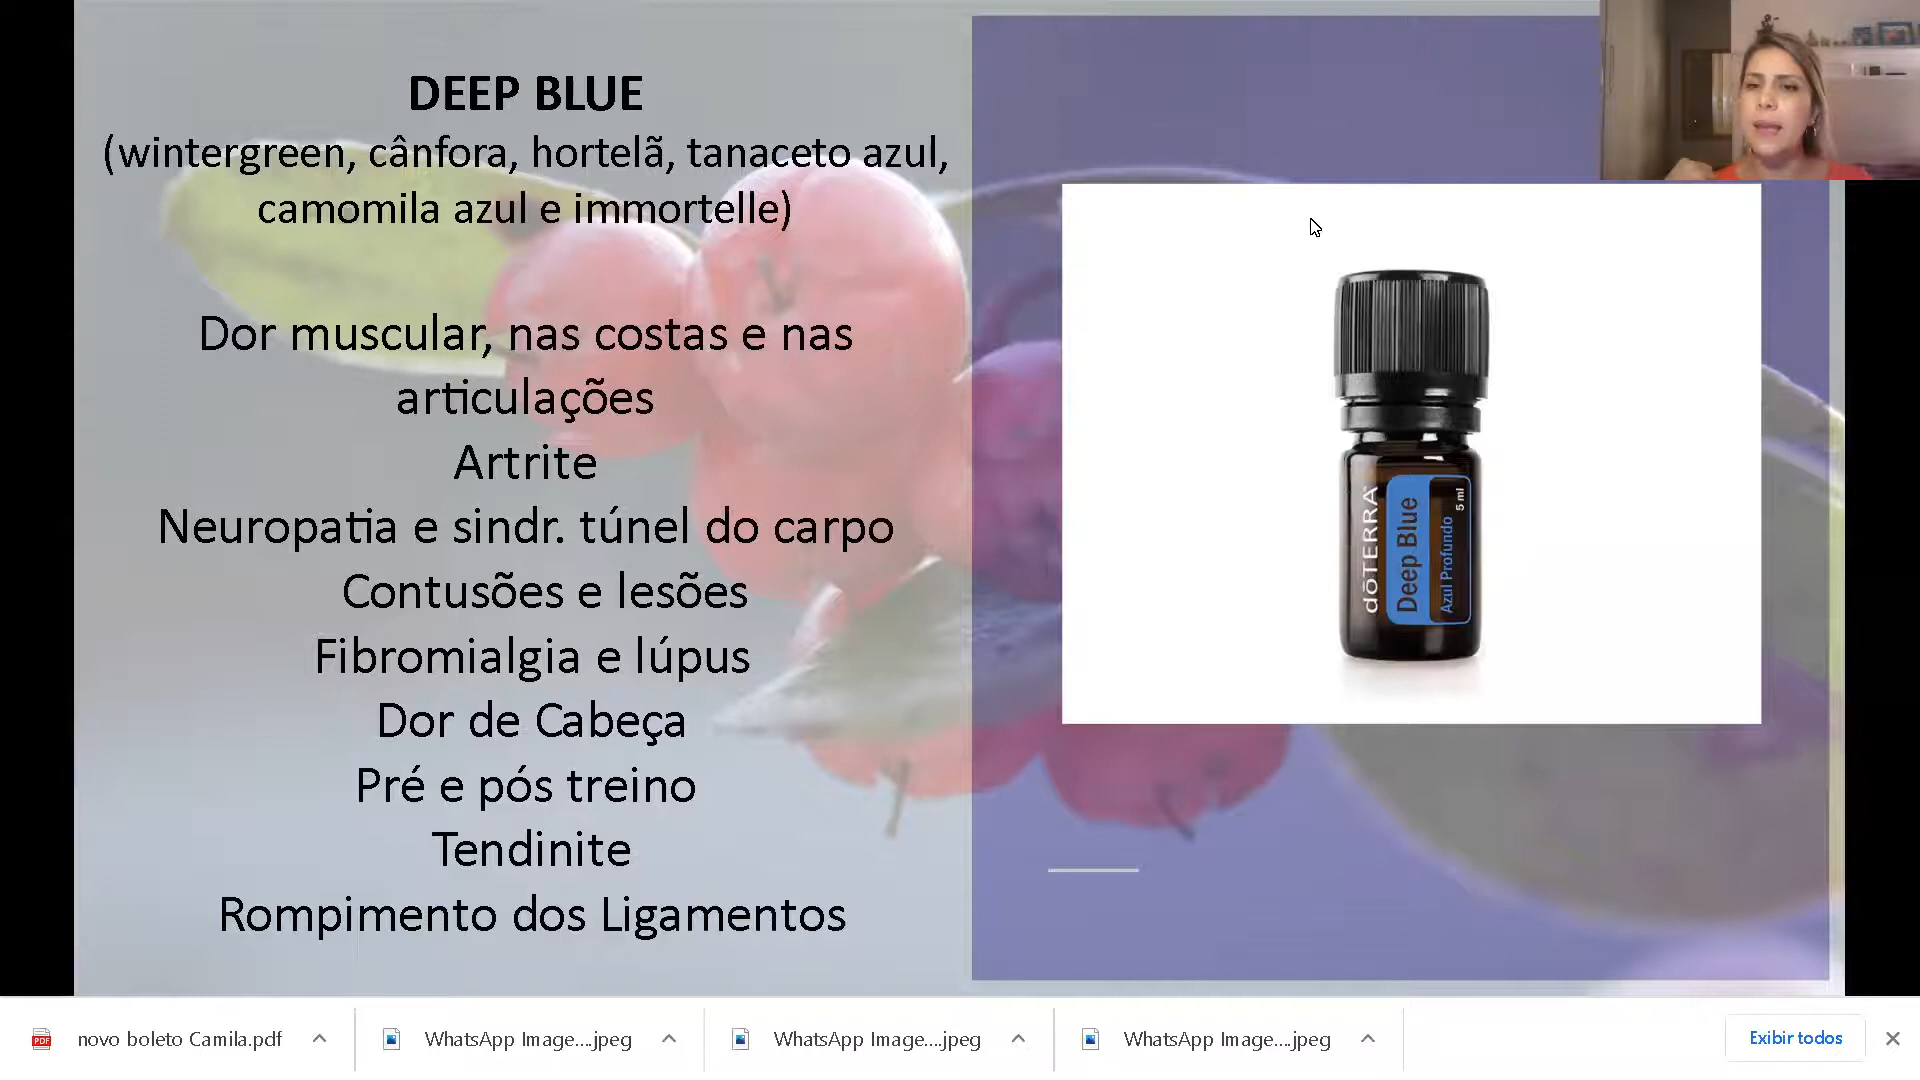 DEEP BLUE
(wintergreen, cânfora, hortelã, tanaceto azul,
camomila azul e immortelle)
Dor muscular, nas costas e nas
articulações
Artrite
Neuropatia e sindr. túnel do carpo
Contusões e lesões
Fibromialgia e lúpus
Dor de Cabeça
Pré e pós treino
Tendinite
Rompimento dos Ligamentos
dōTERRA
Deep Blue
Azul Profundo
5 ml
novo boleto Camila.pdf
WhatsApp Image....jpeg
WhatsApp Image....jpeg
WhatsApp Image....jpeg
Exibir todos
PDF